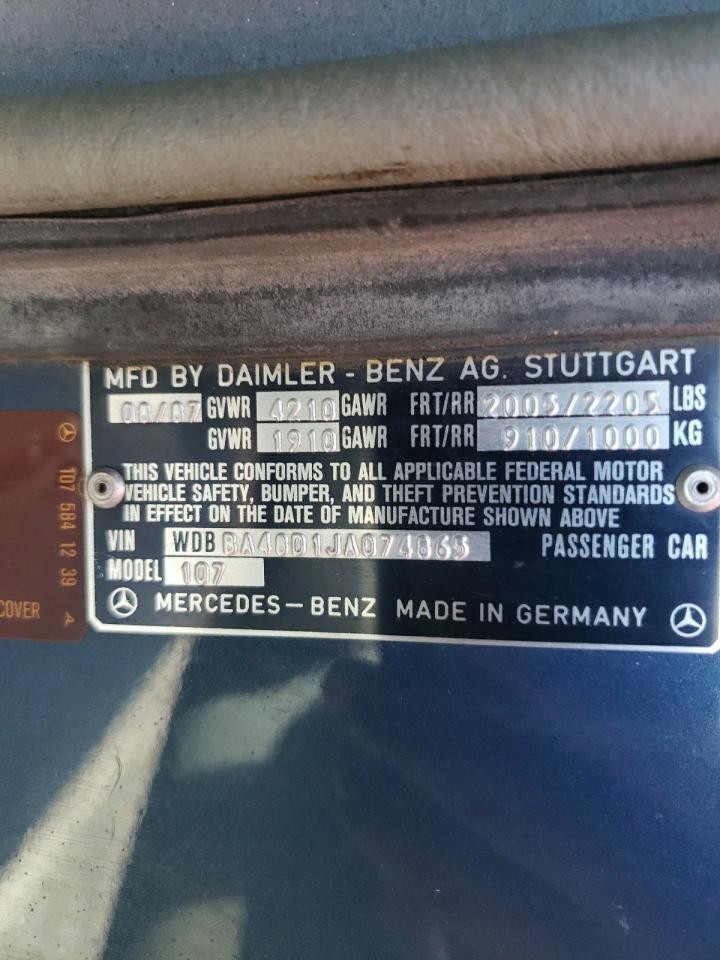 MFD BY DAIMLER - BENZ AG. STUTTGART
08/87 GVWR 4210 GAWR FRT/RR 2005/2205 LBS
GVWR 1910 GAWR FRT/RR 910/1000 KG
THIS VEHICLE CONFORMS TO ALL APPLICABLE FEDERAL MOTOR
VEHICLE SAFETY, BUMPER, AND THEFT PREVENTION STANDARDS
IN EFFECT ON THE DATE OF MANUFACTURE SHOWN ABOVE
VIN WDB BA48D1JA074865 PASSENGER CAR
MODEL 107
MERCEDES-BENZ MADE IN GERMANY
107 584 12 39 A
COVER